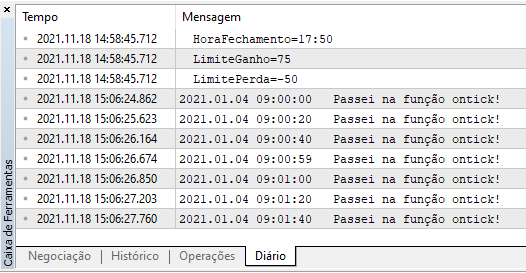 Tempo Mensagem
2021.11.18 14:58:45.712 HoraFechamento=17:50
2021.11.18 14:58:45.712 LimiteGanho=75
2021.11.18 14:58:45.712 LimitePerda=-50
2021.11.18 15:06:24.862 2021.01.04 09:00:00 Passei na função ontick!
2021.11.18 15:06:25.623 2021.01.04 09:00:20 Passei na função ontick!
2021.11.18 15:06:26.164 2021.01.04 09:00:40 Passei na função ontick!
2021.11.18 15:06:26.674 2021.01.04 09:00:59 Passei na função ontick!
2021.11.18 15:06:26.850 2021.01.04 09:01:00 Passei na função ontick!
2021.11.18 15:06:27.203 2021.01.04 09:01:20 Passei na função ontick!
2021.11.18 15:06:27.760 2021.01.04 09:01:40 Passei na função ontick!
Caixa de Ferramentas
Negociação Histórico Operações Diário